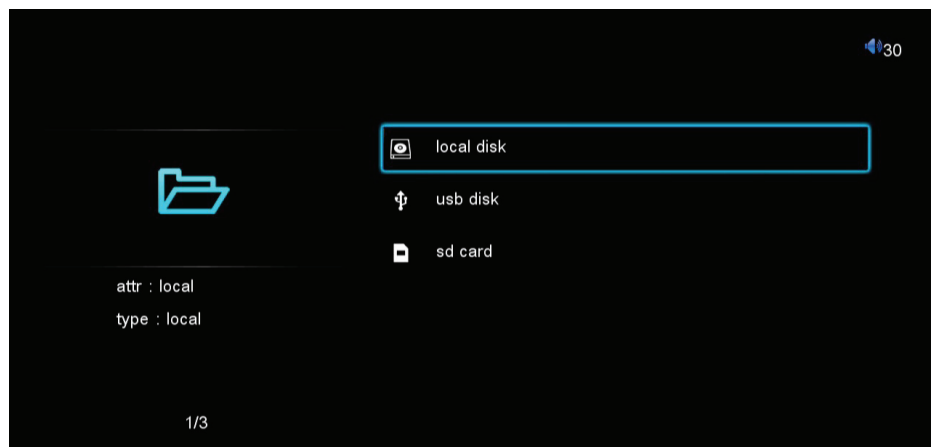 30
local disk
usb disk
sd card
attr : local
type : local
1/3